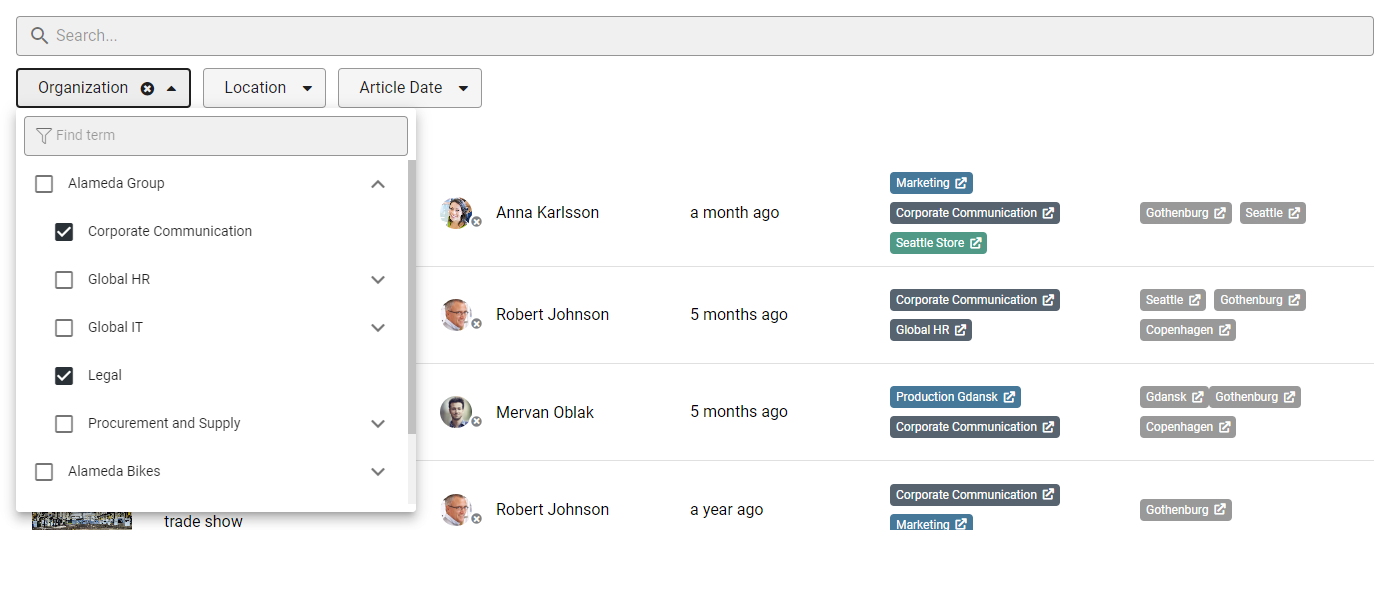 Search...
Organization
Location
Article Date
Find term
Alameda Group
Corporate Communication
Global HR
Global IT
Legal
Procurement and Supply
Alameda Bikes
Anna Karlsson
a month ago
Marketing
Corporate Communication
Seattle Store
Gothenburg Seattle
Robert Johnson
5 months ago
Corporate Communication
Global HR
Seattle Gothenburg
Copenhagen
Mervan Oblak
5 months ago
Production Gdansk
Corporate Communication
Gdansk Gothenburg
Copenhagen
trade show
Robert Johnson
a year ago
Corporate Communication
Marketing
Gothenburg